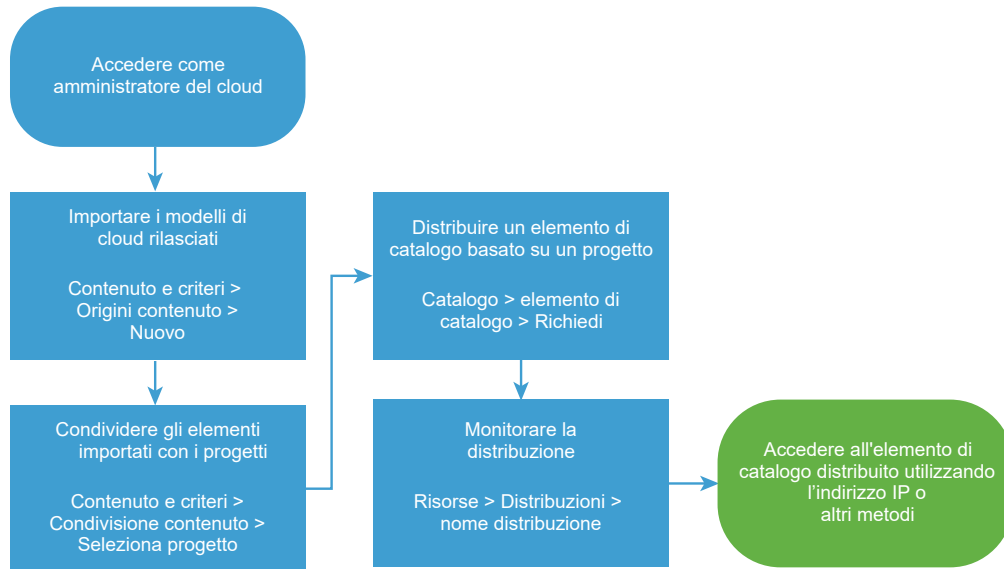 Accedere come
amministratore del cloud
Importare i modelli di
cloud rilasciati
Contenuto e criteri >
Origini contenuto >
Nuovo
Condividere gli elementi
importati con i progetti
Contenuto e criteri >
Condivisione contenuto >
Seleziona progetto
Distribuire un elemento di
catalogo basato su un progetto
Catalogo > elemento di
catalogo > Richiedi
Monitorare la
distribuzione
Risorse > Distribuzioni >
nome distribuzione
Accedere all'elemento di
catalogo distribuito utilizzando
l’indirizzo IP o
altri metodi